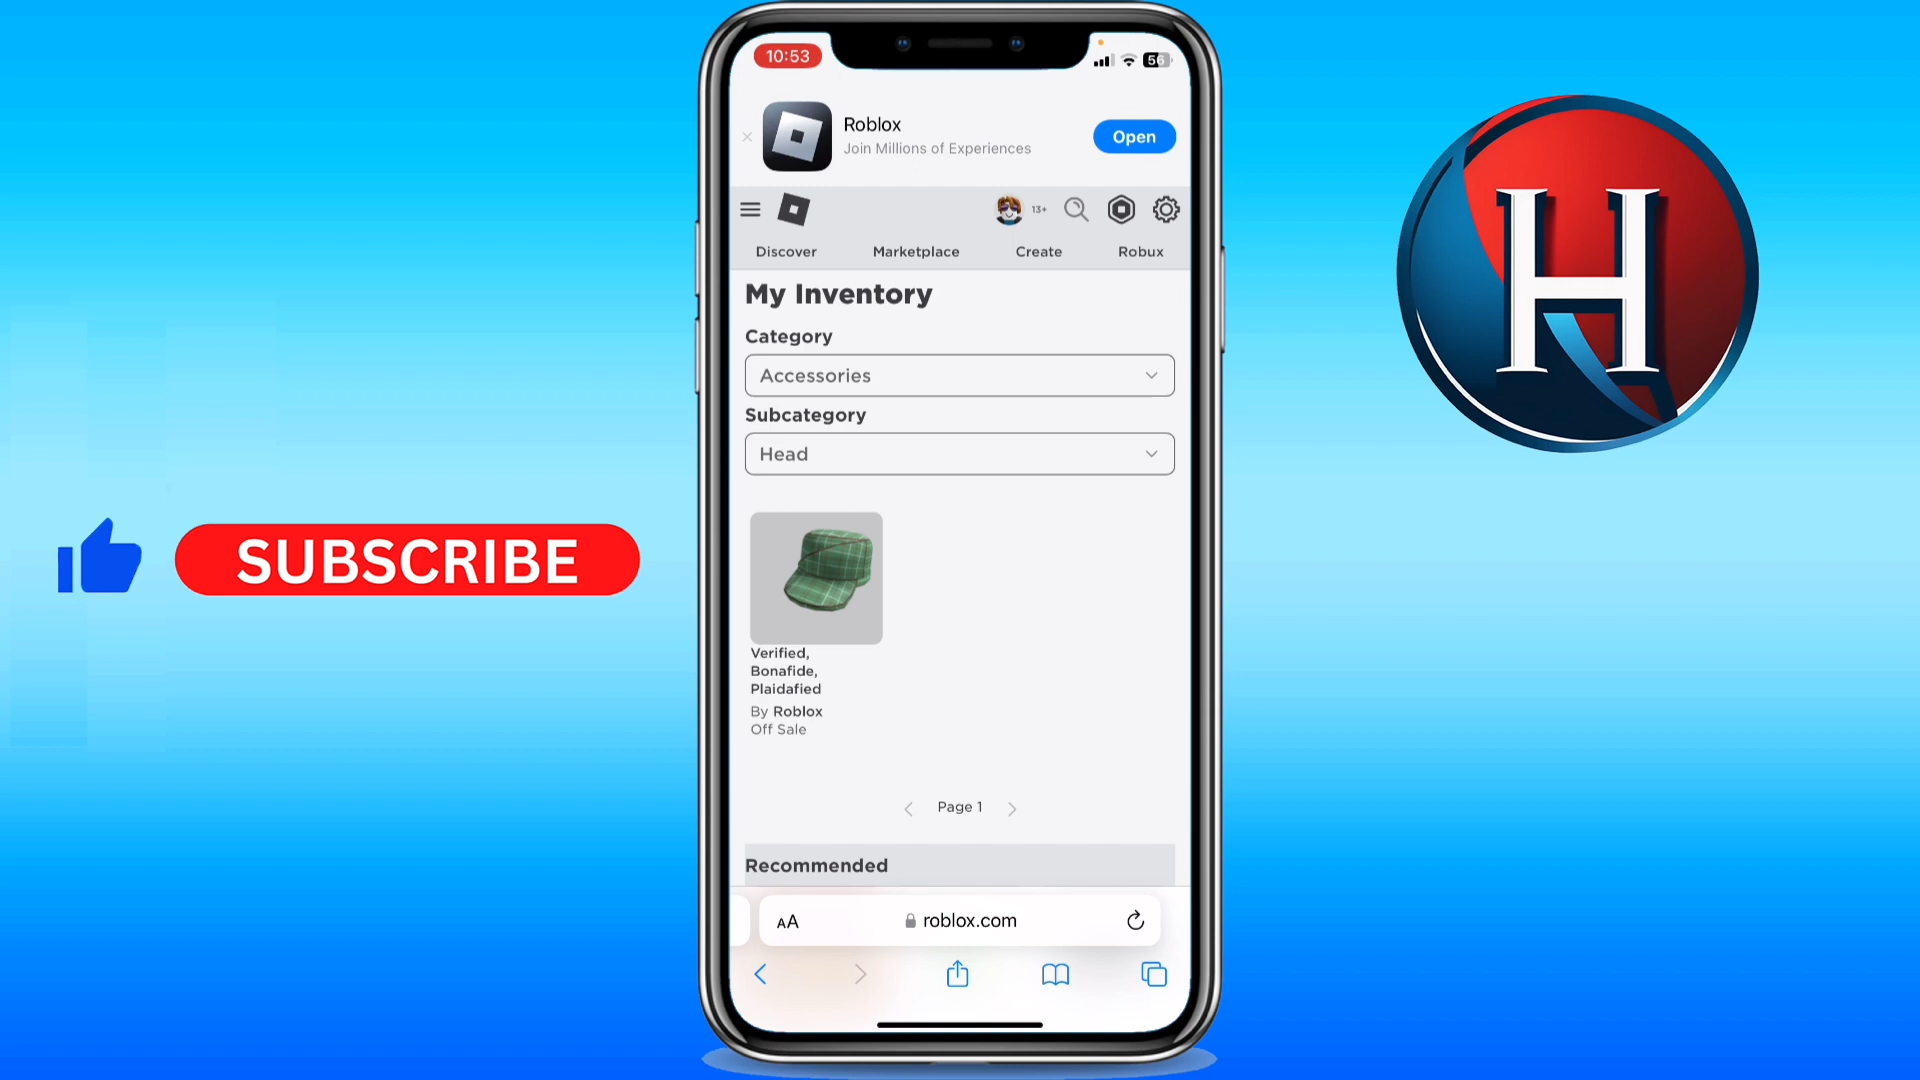 10:53
56
Roblox
Join Millions of Experiences
Open
13+
Discover Marketplace Create Robux
My Inventory
Category
Accessories
Subcategory
Head
Verified,
Bonafide,
Plaidafied
By Roblox
Off Sale
Page 1
Recommended
AA
roblox.com
SUBSCRIBE
H